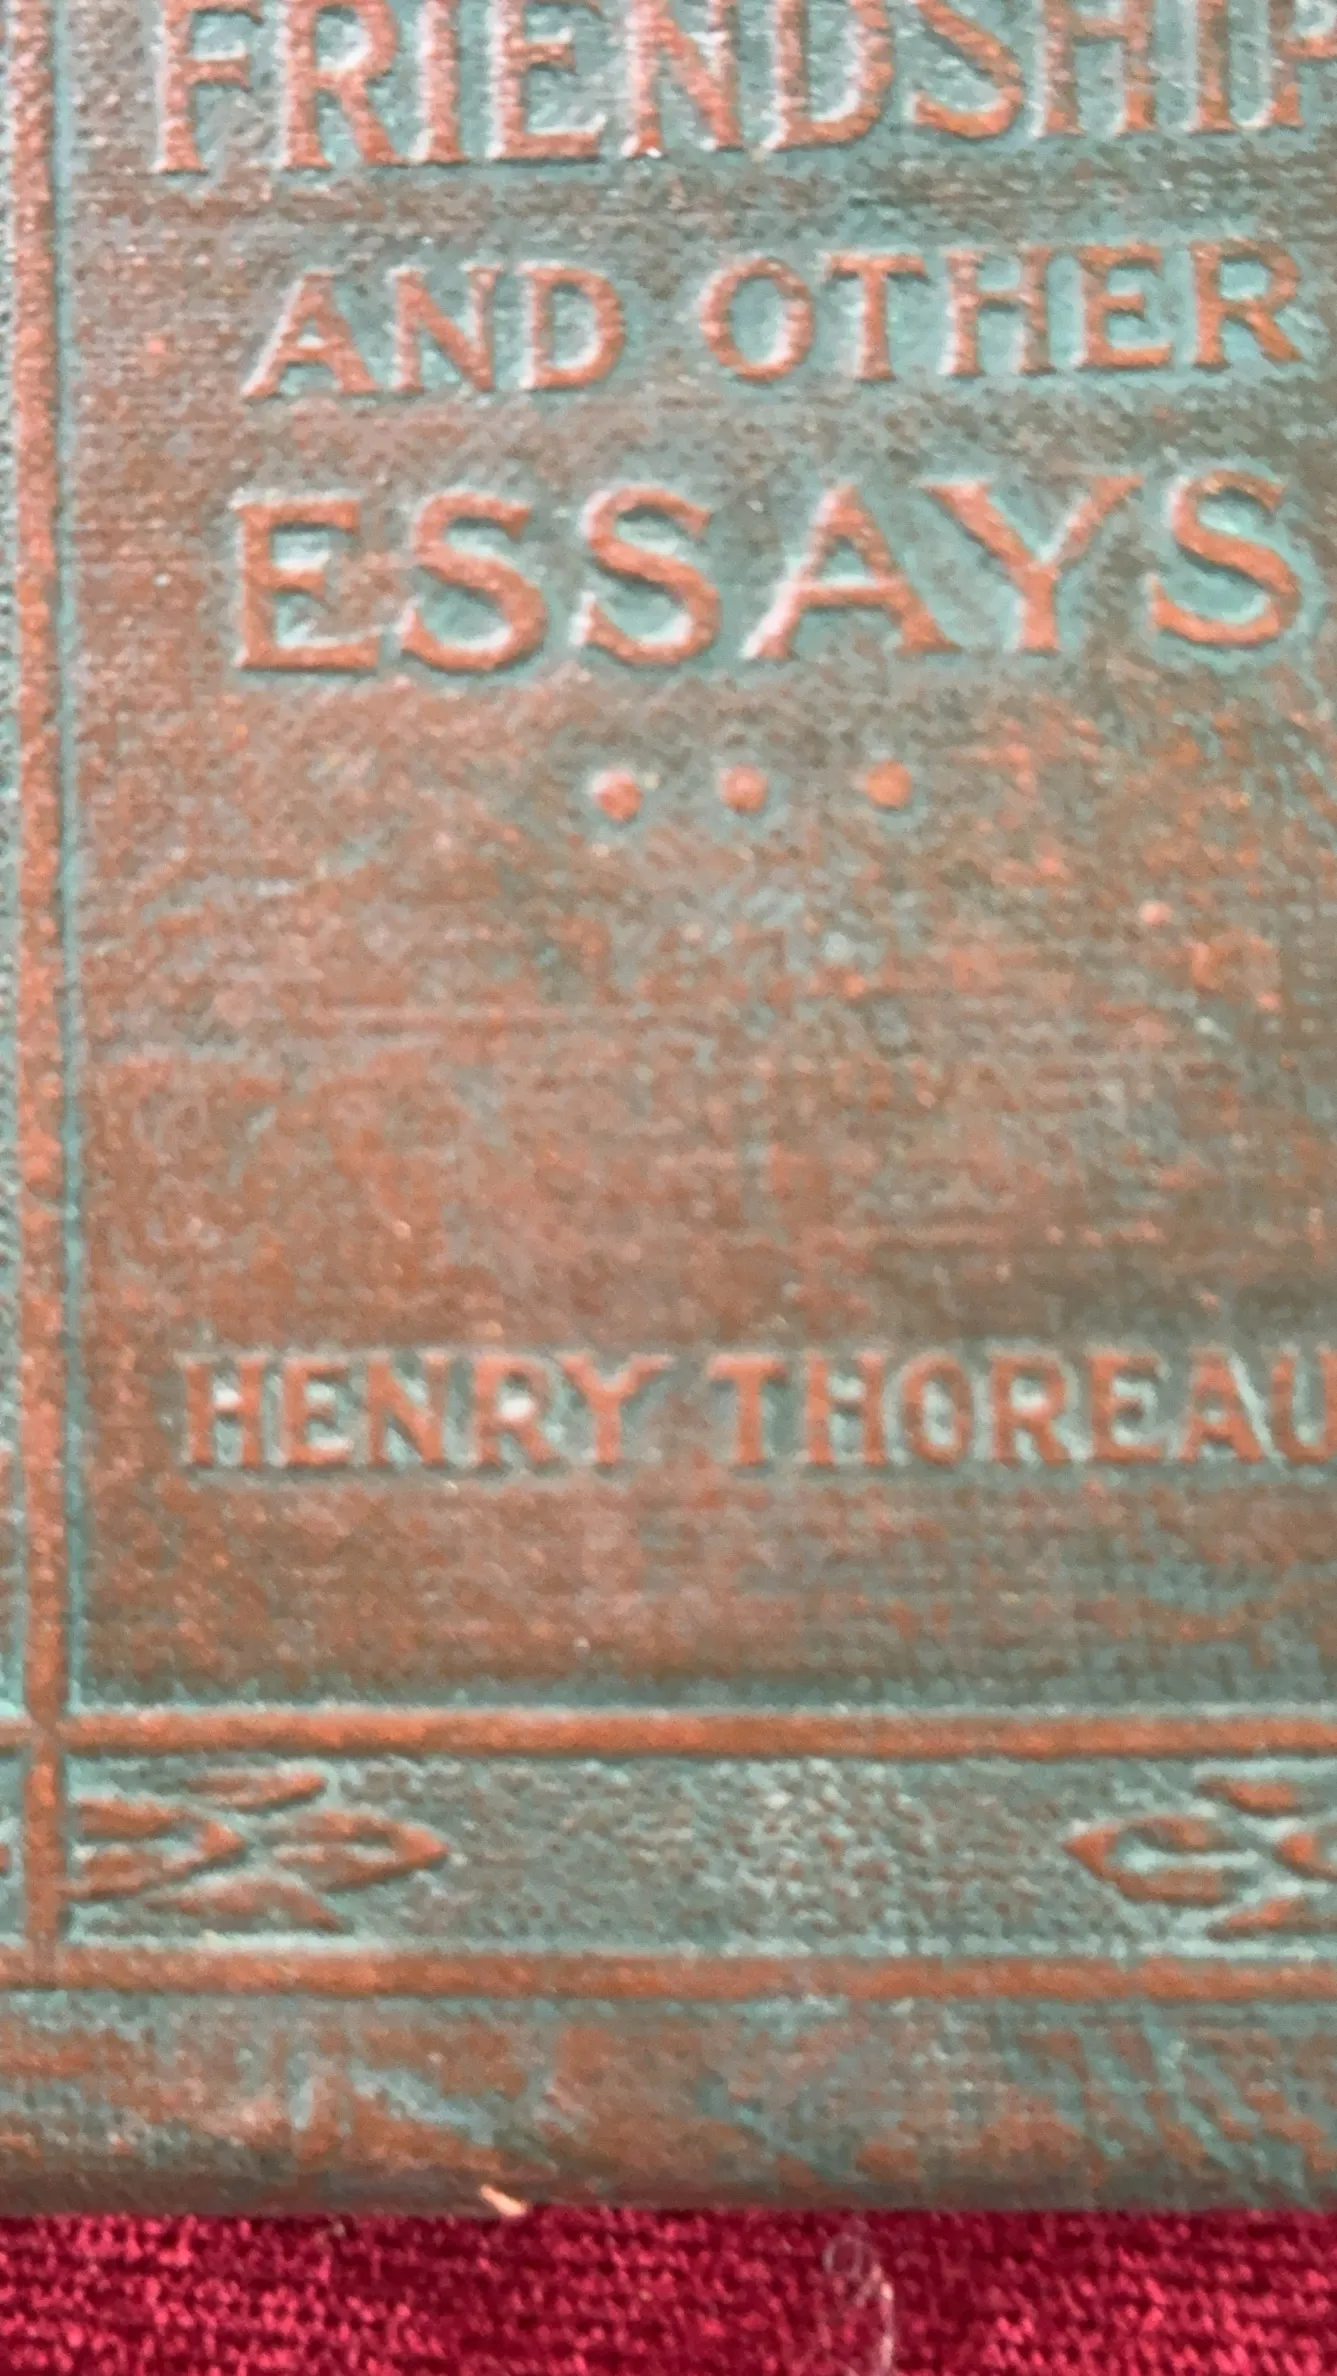 FRIENDSHIP
AND OTHER
ESSAYS
HENRY THOREAU